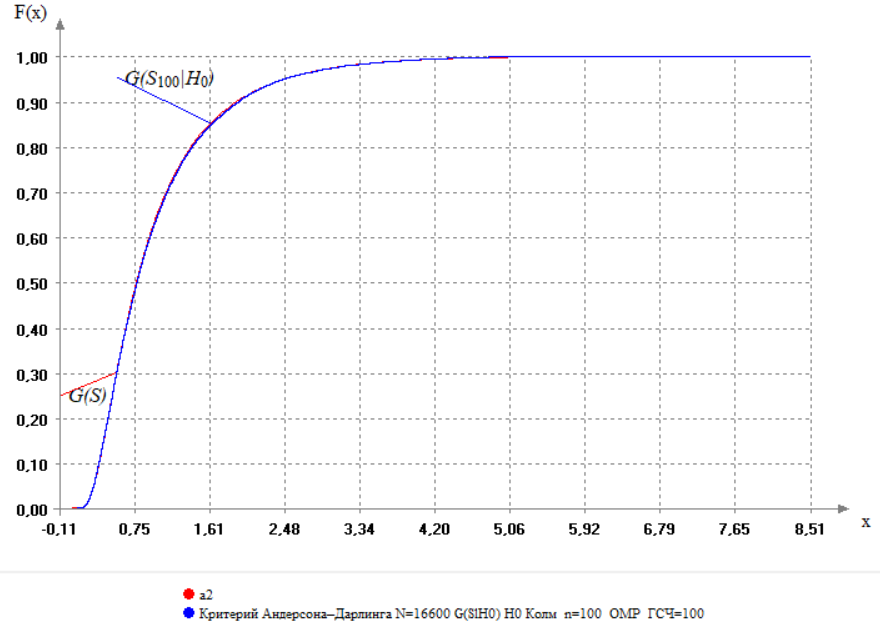 F(x)
1,00
G(S100|H0)
0,90
0,80
0,70
0,60
0,50
0,40
0,30
G(S)
0,20
0,10
0,00
-0,11 0,75 1,61 2,48 3,34 4,20 5,06 5,92 6,79 7,65 8,51
x
a2
Критерий Андерсона–Дарлинга N=16600 G(S|H0) H0 Колм n=100 ОМР ГСЧ=100